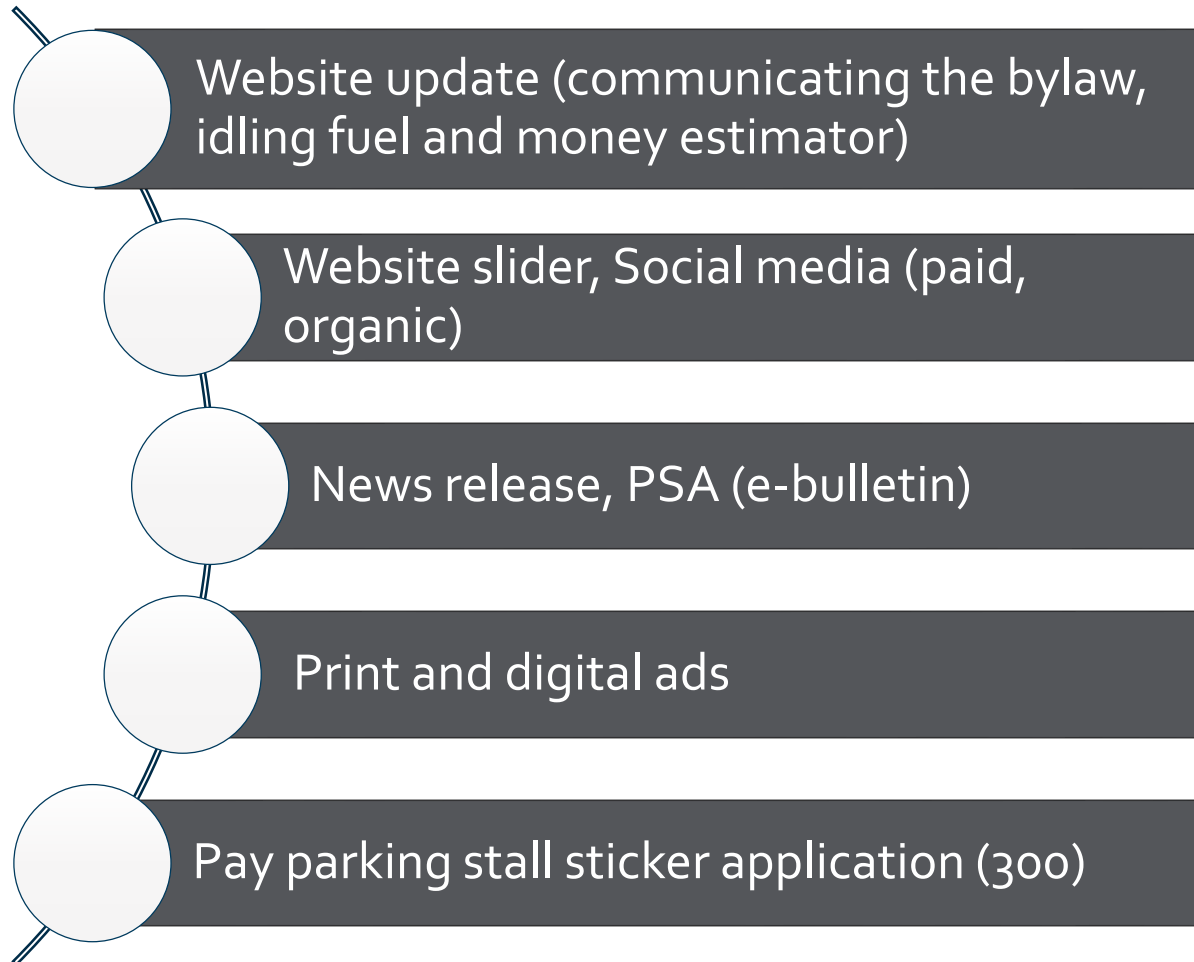 Website update (communicating the bylaw,
idling fuel and money estimator)
Website slider, Social media (paid,
organic)
News release, PSA (e-bulletin)
Print and digital ads
Pay parking stall sticker application (300)